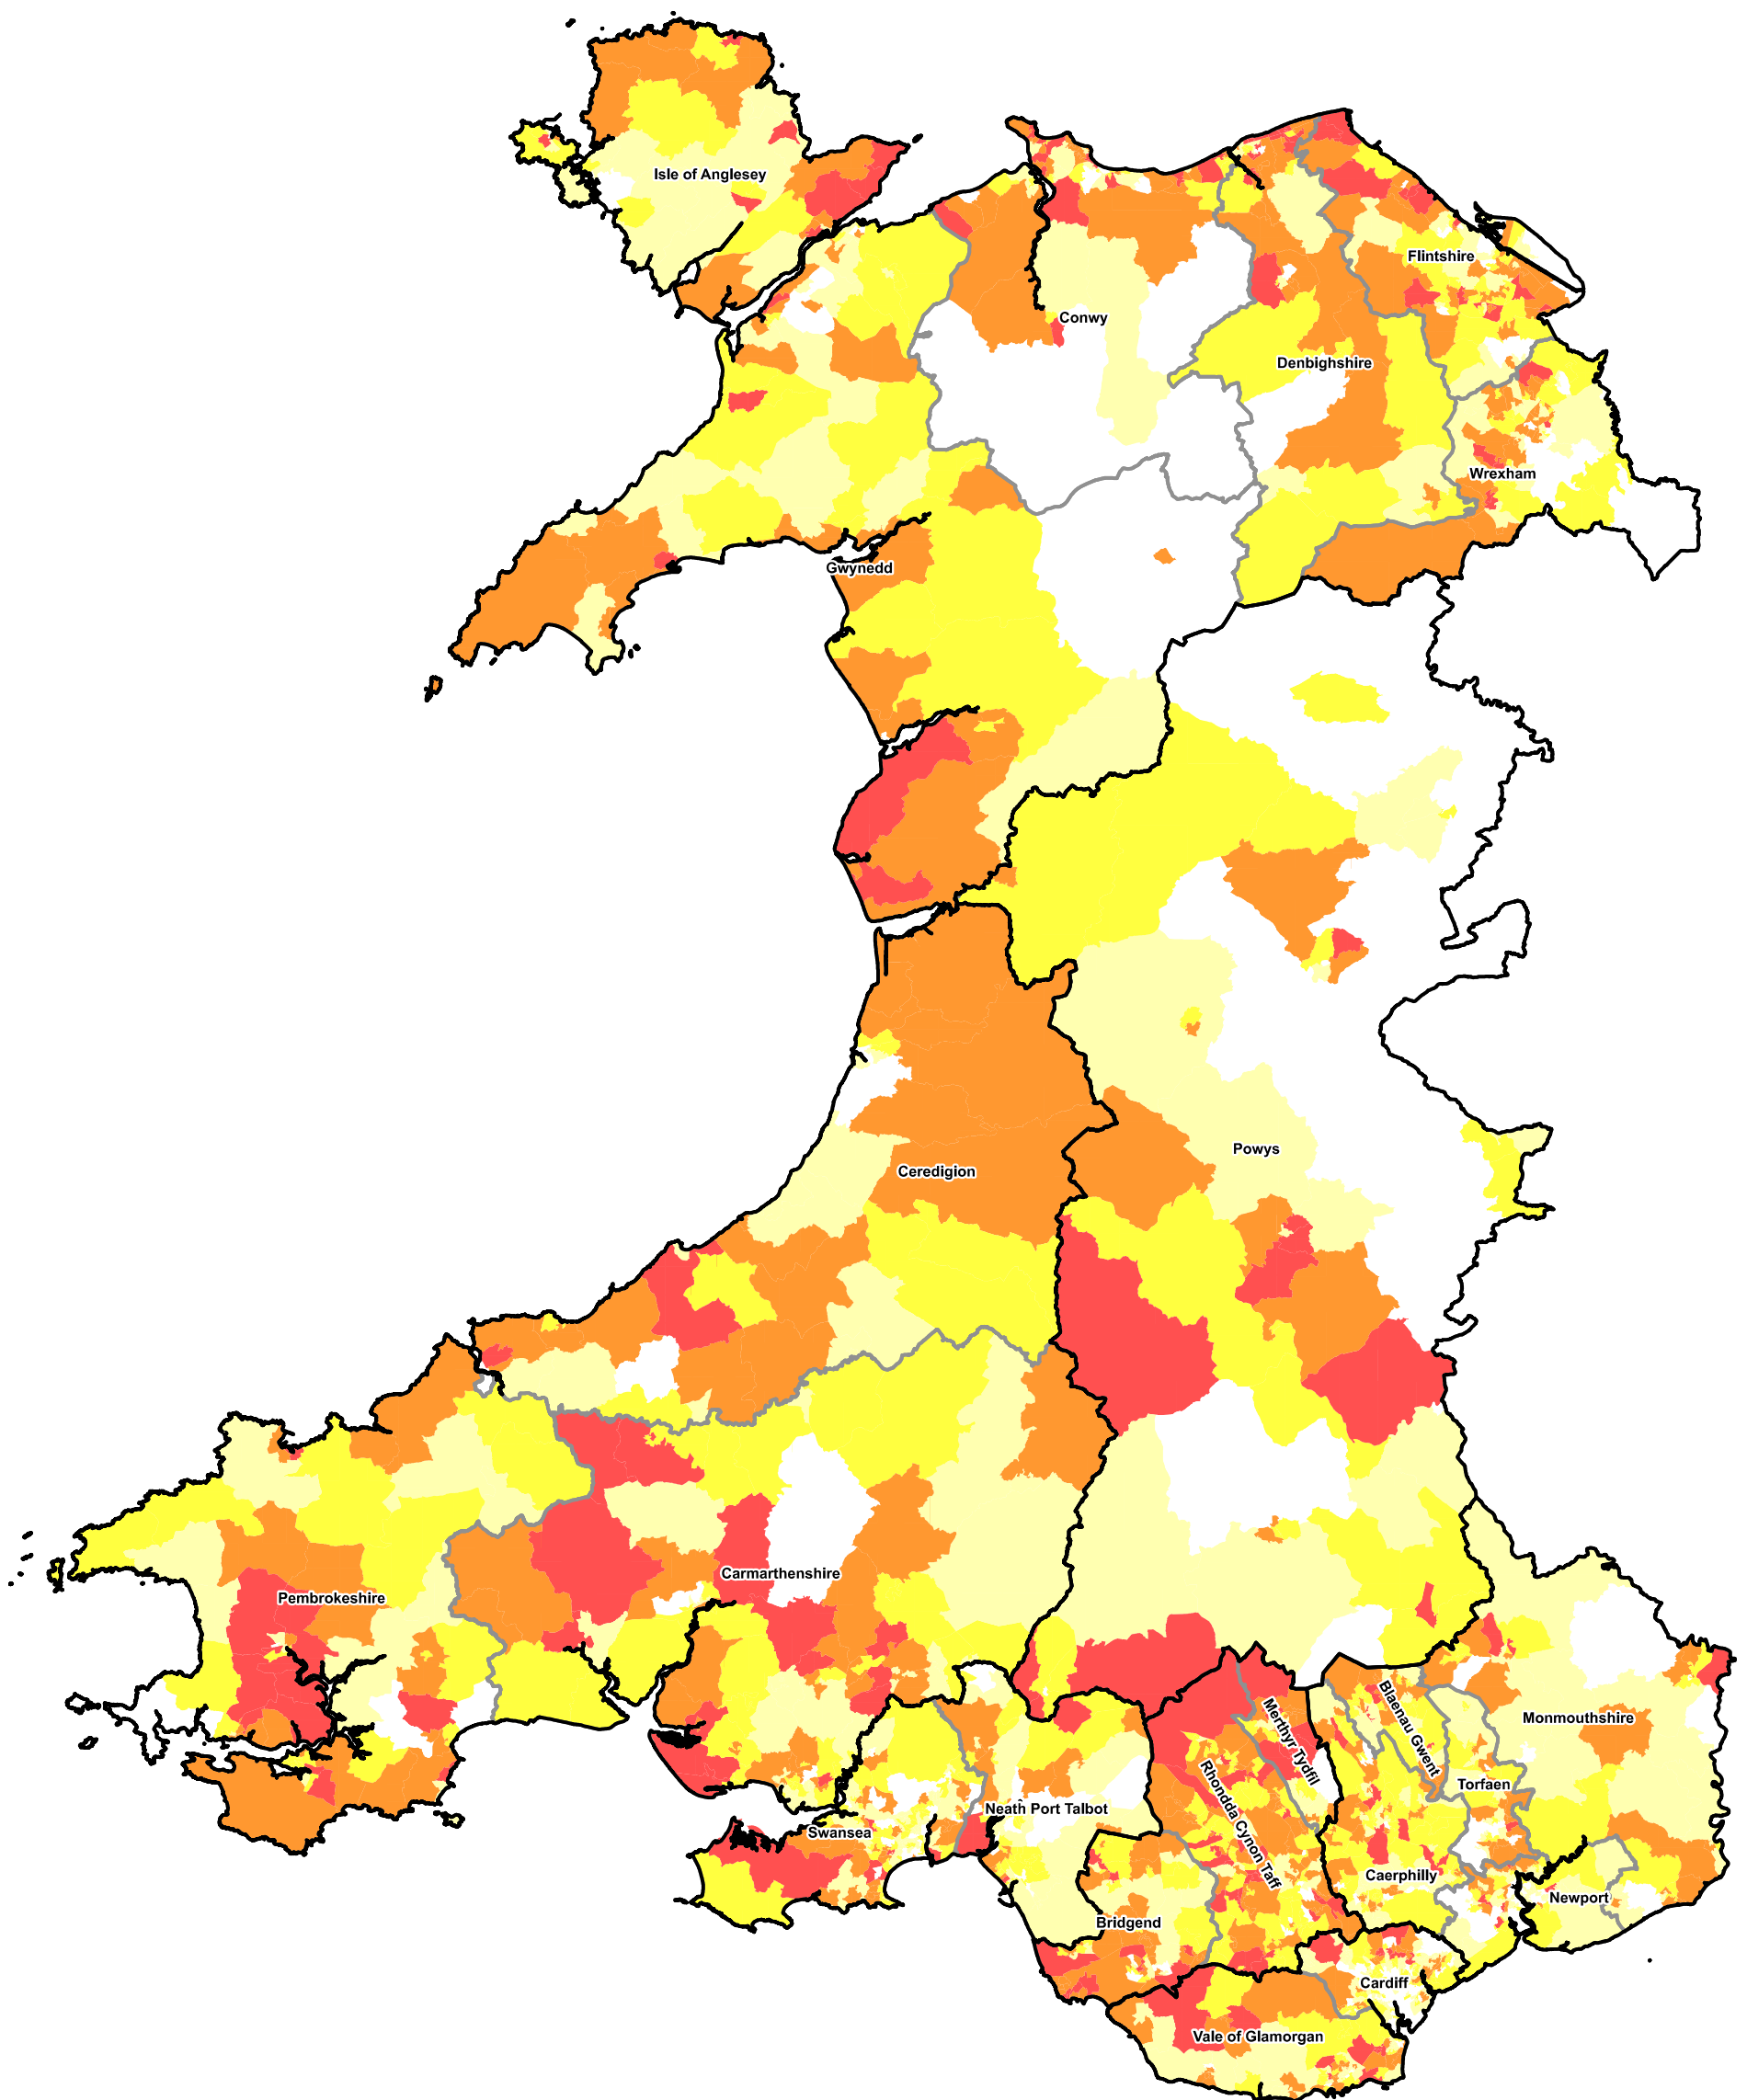 Isle of Anglesey
Flintshire
Conwy
Denbighshire
Wrexham
Gwynedd
Powys
Ceredigion
Carmarthenshire
Pembrokeshire
Merthyr Tydfil
Blaenau Gwent
Monmouthshire
Rhondda Cynon Taff
Torfaen
Neath Port Talbot
Swansea
Caerphilly
Newport
Bridgend
Cardiff
Vale of Glamorgan